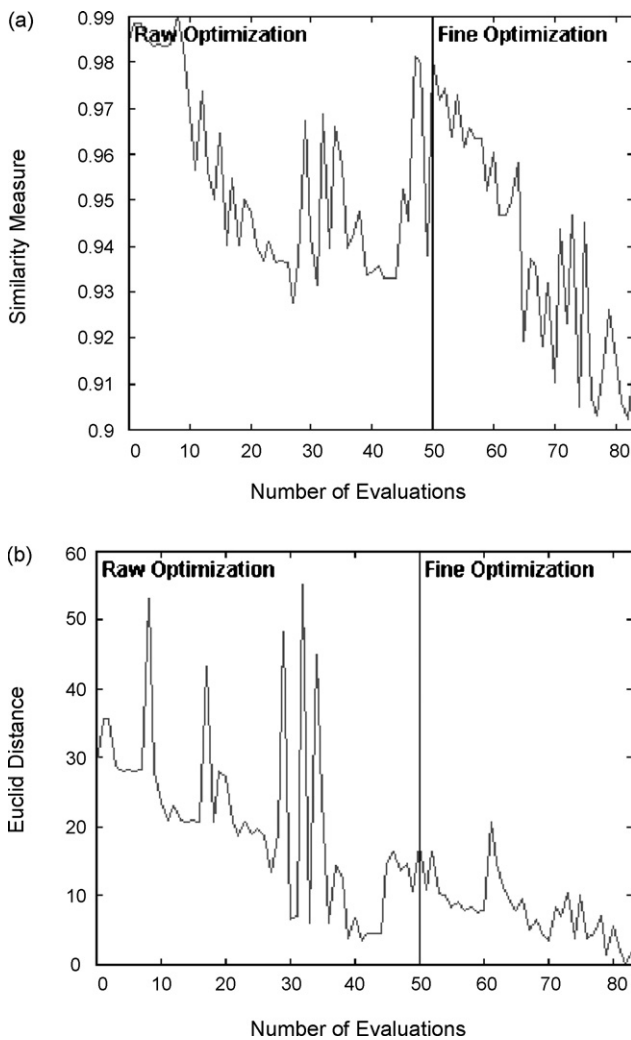 (a)
0.99
Raw Optimization
Fine Optimization
0.98
0.97
0.96
0.95
0.94
0.93
0.92
0.91
0.9
Similarity Measure
0 10 20 30 40 50 60 70 80
Number of Evaluations
(b)
60
Raw Optimization
Fine Optimization
50
40
30
20
10
0
Euclid Distance
0 10 20 30 40 50 60 70 80
Number of Evaluations